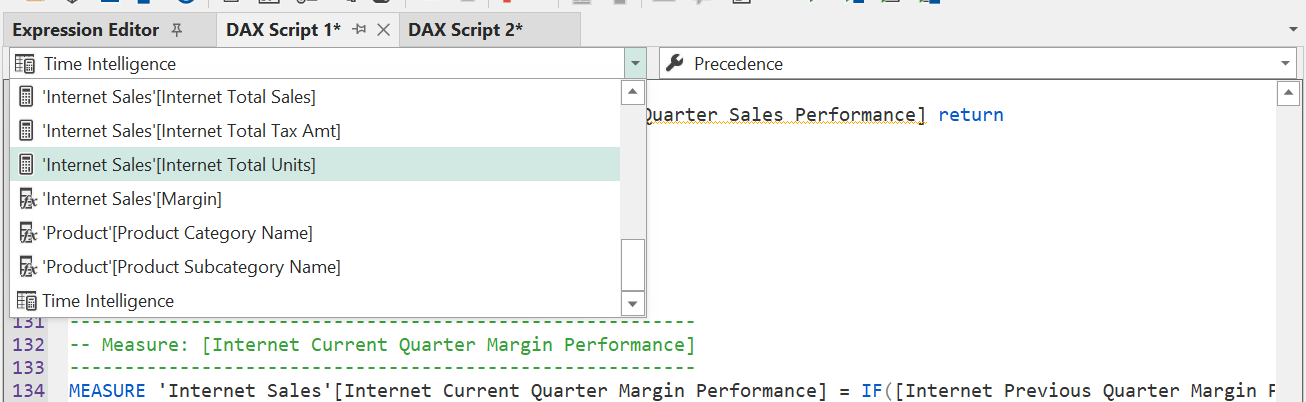 Expression Editor DAX Script 1* DAX Script 2*
Time Intelligence Precedence
'Internet Sales'[Internet Total Sales]
Quarter Sales Performance] return
'Internet Sales'[Internet Total Tax Amt]
'Internet Sales'[Internet Total Units]
'Internet Sales'[Margin]
'Product'[Product Category Name]
'Product'[Product Subcategory Name]
Time Intelligence
131 --------------------------------------------------------
132 -- Measure: [Internet Current Quarter Margin Performance]
133 --------------------------------------------------------
134 MEASURE 'Internet Sales'[Internet Current Quarter Margin Performance] = IF([Internet Previous Quarter Margin P